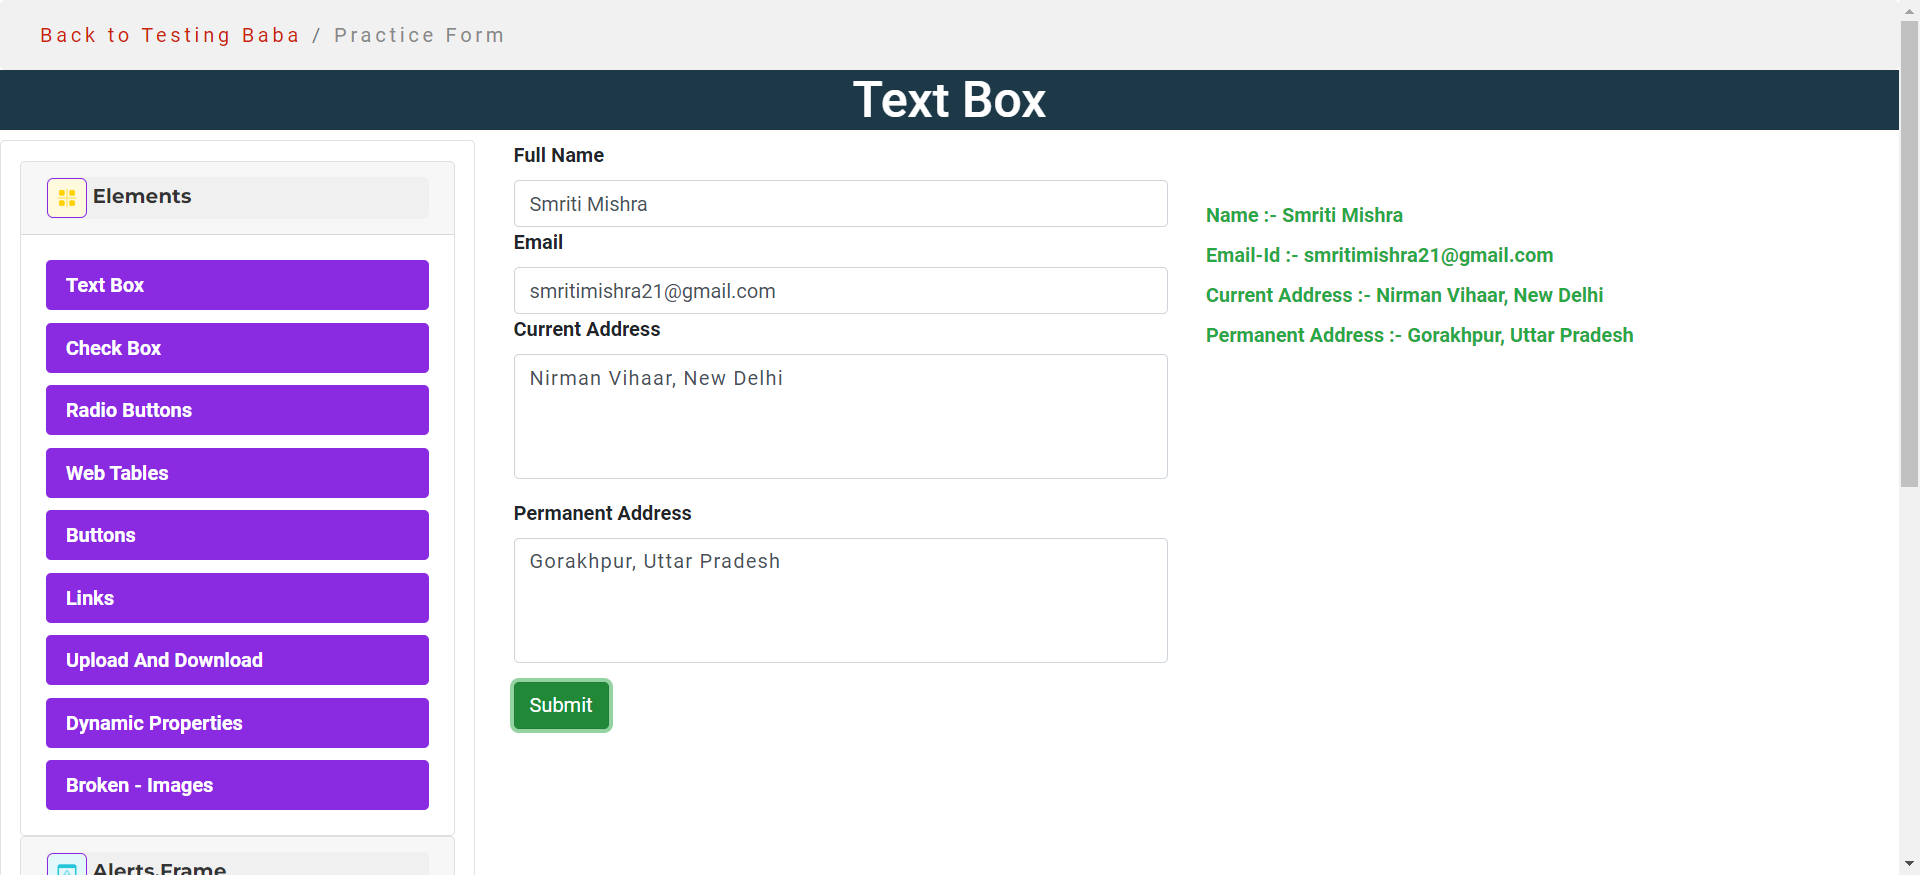 Back to Testing Baba / Practice Form
Text Box
Elements
Text Box
Check Box
Radio Buttons
Web Tables
Buttons
Links
Upload And Download
Dynamic Properties
Broken - Images
Alerts,Frame
Full Name
Smriti Mishra
Email
smritimishra21@gmail.com
Current Address
Nirman Vihaar, New Delhi
Permanent Address
Gorakhpur, Uttar Pradesh
Submit
Name :- Smriti Mishra
Email-Id :- smritimishra21@gmail.com
Current Address :- Nirman Vihaar, New Delhi
Permanent Address :- Gorakhpur, Uttar Pradesh